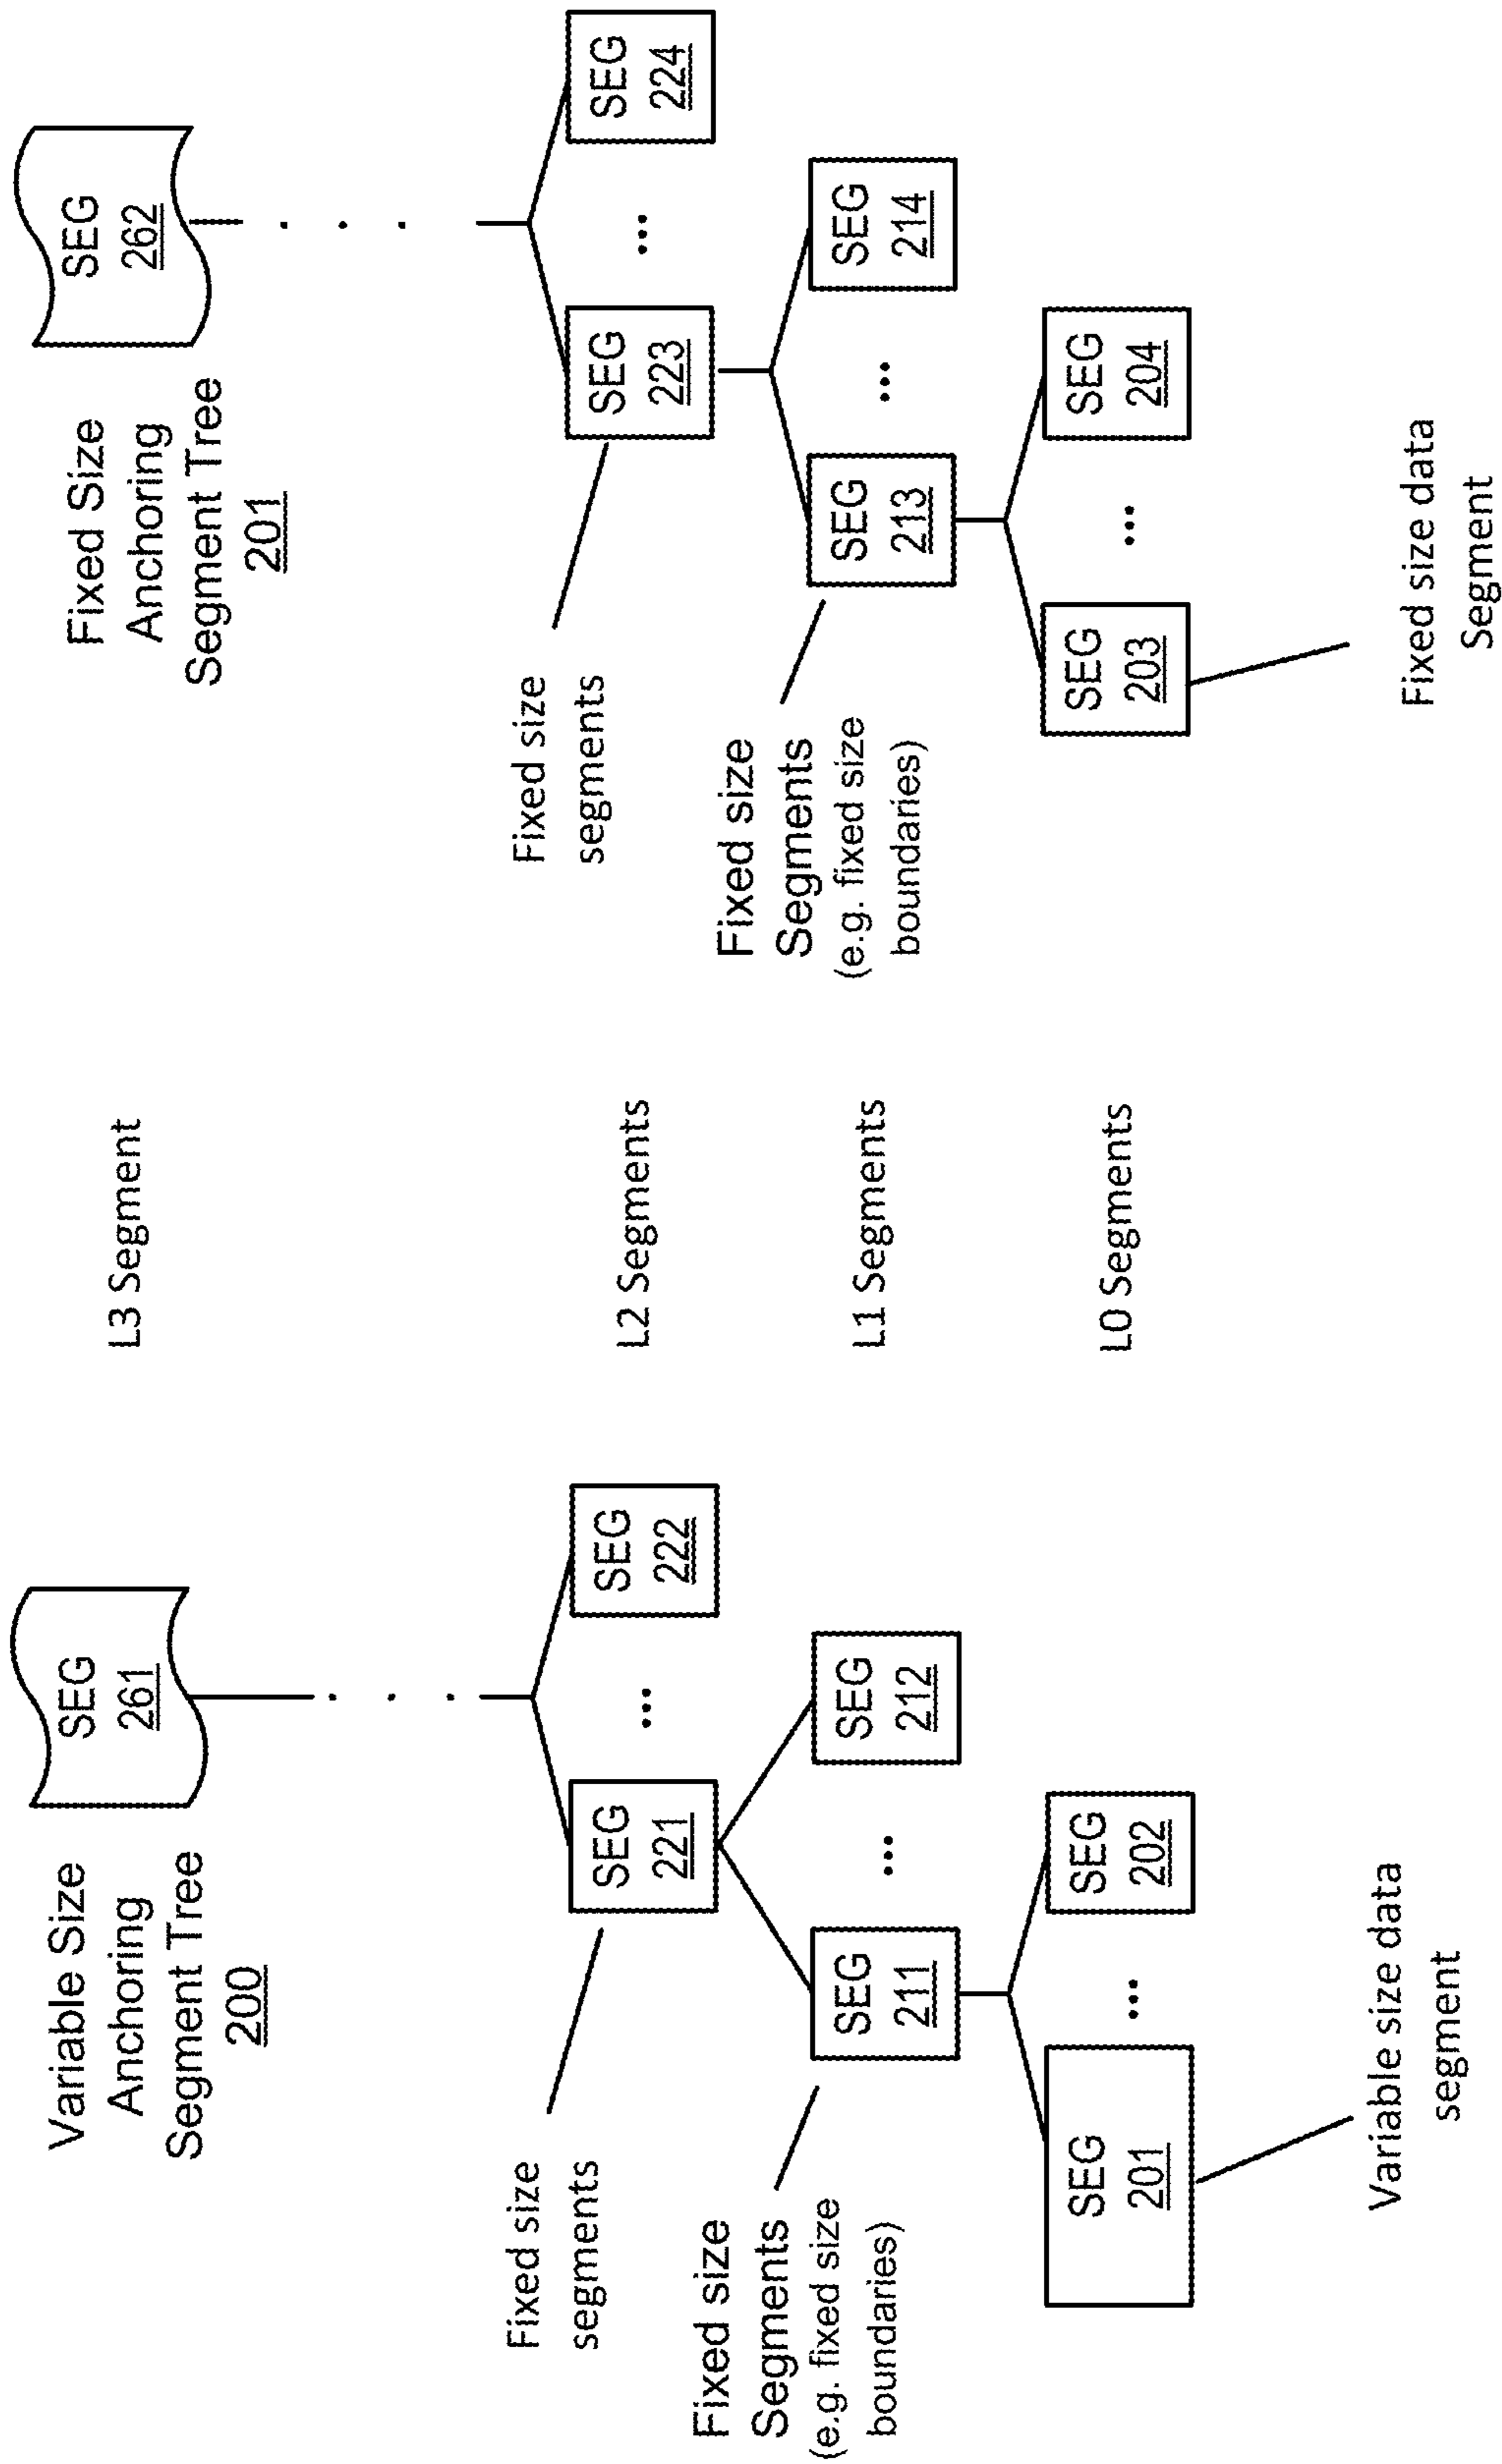 Variable Size
Anchoring
Segment Tree
200
SEG
261
L3 Segment
Fixed Size
Anchoring
Segment Tree
201
SEG
262
Fixed size
segments
SEG
221
...
SEG
222
L2 Segments
Fixed size
segments
SEG
223
...
SEG
224
Fixed size
Segments
(e.g. fixed size
boundaries)
SEG
211
...
SEG
212
L1 Segments
Fixed size
Segments
(e.g. fixed size
boundaries)
SEG
213
...
SEG
214
SEG
201
...
SEG
202
L0 Segments
SEG
203
...
SEG
204
Variable size data
segment
Fixed size data
Segment